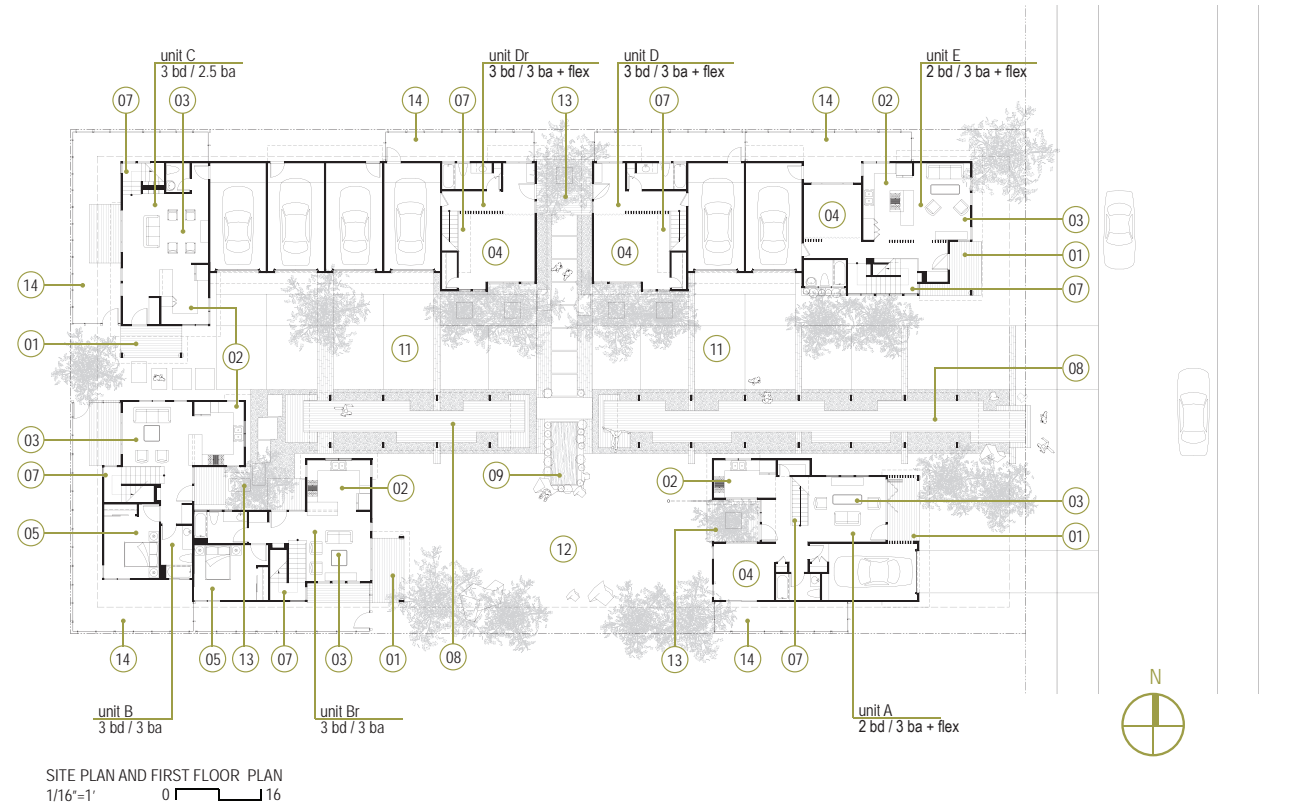 unit C
3 bd / 2.5 ba
unit Dr
3 bd / 3 ba + flex
unit D
3 bd / 3 ba + flex
unit E
2 bd / 3 ba + flex
07
03
14
07
13
07
14
02
04
03
04
04
01
14
07
01
02
11
11
08
03
07
02
09
02
03
05
12
01
04
14
05
13
07
03
01
08
13
14
07
N
unit B
3 bd / 3 ba
unit Br
3 bd / 3 ba
unit A
2 bd / 3 ba + flex
SITE PLAN AND FIRST FLOOR PLAN
1/16"=1' 0 16